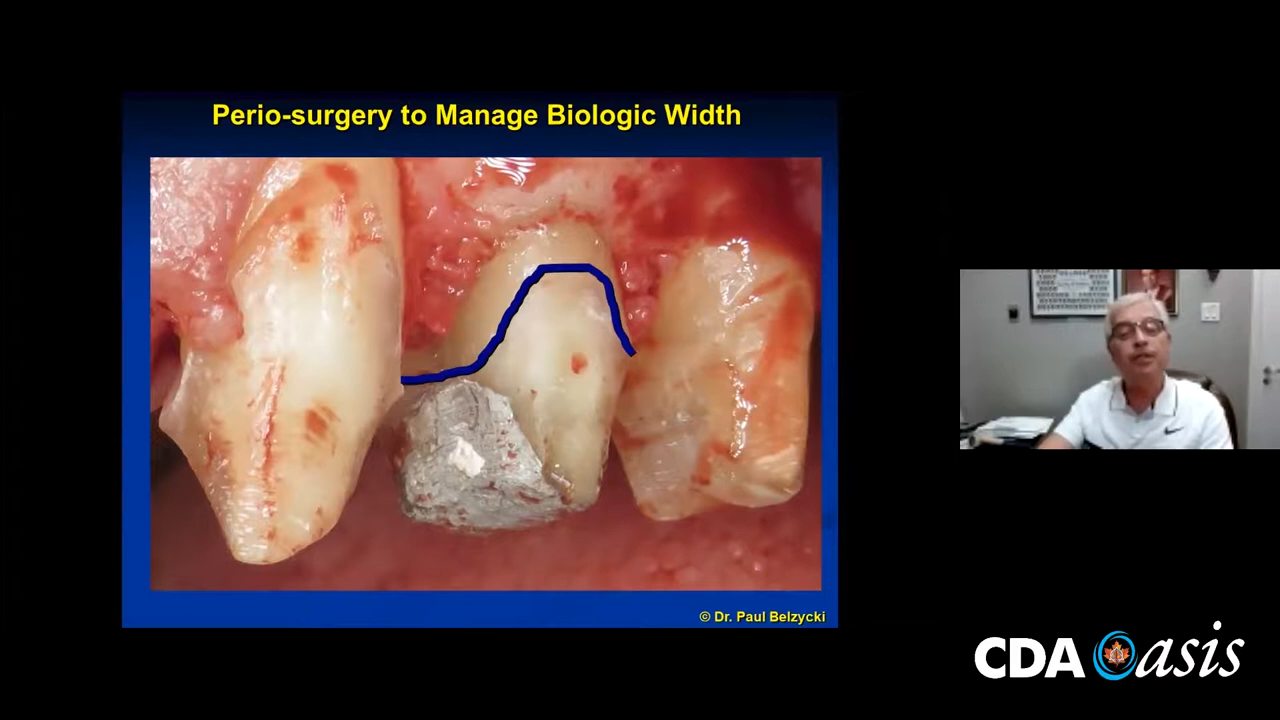 Perio-surgery to Manage Biologic Width
© Dr. Paul Belzycki
CDA Oasis